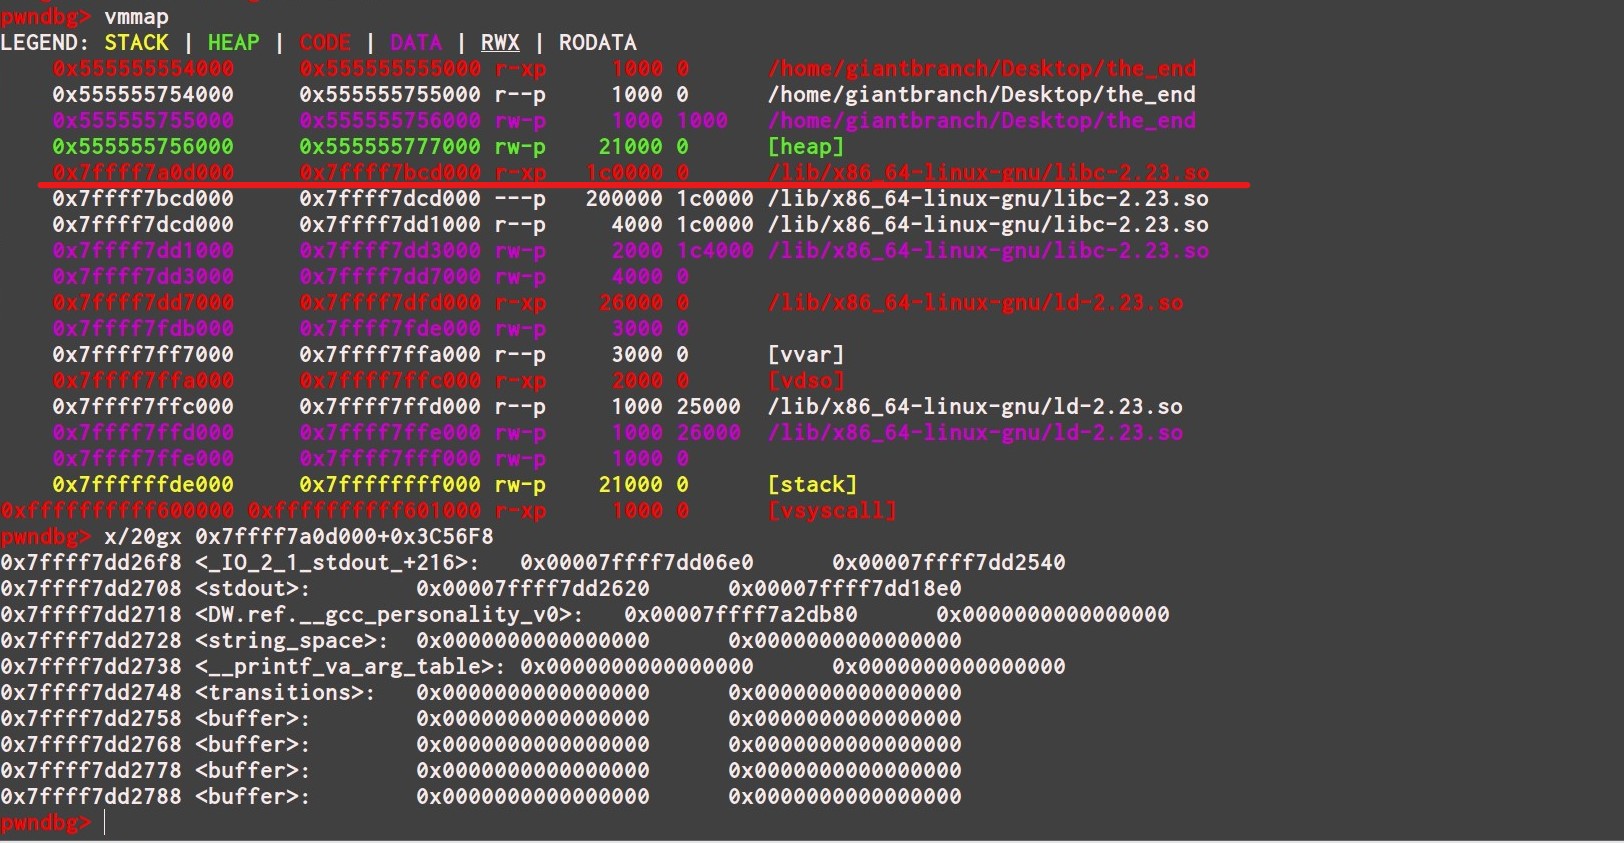 pwndbg> vmmap
LEGEND: STACK | HEAP | CODE | DATA | RWX | RODATA
0x555555554000 0x555555555000 r-xp 1000 0 /home/giantbranch/Desktop/the_end
0x555555754000 0x555555755000 r--p 1000 0 /home/giantbranch/Desktop/the_end
0x555555755000 0x555555756000 rw-p 1000 1000 /home/giantbranch/Desktop/the_end
0x555555756000 0x555555777000 rw-p 21000 0 [heap]
0x7ffff7a0d000 0x7ffff7bcd000 r-xp 1c0000 0 /lib/x86_64-linux-gnu/libc-2.23.so
0x7ffff7bcd000 0x7ffff7dcd000 ---p 200000 1c0000 /lib/x86_64-linux-gnu/libc-2.23.so
0x7ffff7dcd000 0x7ffff7dd1000 r--p 4000 1c0000 /lib/x86_64-linux-gnu/libc-2.23.so
0x7ffff7dd1000 0x7ffff7dd3000 rw-p 2000 1c4000 /lib/x86_64-linux-gnu/libc-2.23.so
0x7ffff7dd3000 0x7ffff7dd7000 rw-p 4000 0
0x7ffff7dd7000 0x7ffff7dfd000 r-xp 26000 0 /lib/x86_64-linux-gnu/ld-2.23.so
0x7ffff7fdb000 0x7ffff7fde000 rw-p 3000 0
0x7ffff7ff7000 0x7ffff7ffa000 r--p 3000 0 [vvar]
0x7ffff7ffa000 0x7ffff7ffc000 r-xp 2000 0 [vdso]
0x7ffff7ffc000 0x7ffff7ffd000 r--p 1000 25000 /lib/x86_64-linux-gnu/ld-2.23.so
0x7ffff7ffd000 0x7ffff7ffe000 rw-p 1000 26000 /lib/x86_64-linux-gnu/ld-2.23.so
0x7ffff7ffe000 0x7ffff7fff000 rw-p 1000 0
0x7ffffffde000 0x7ffffffff000 rw-p 21000 0 [stack]
0xffffffffff600000 0xffffffffff601000 r-xp 1000 0 [vsyscall]
pwndbg> x/20gx 0x7ffff7a0d000+0x3C56F8
0x7ffff7dd26f8 <_IO_2_1_stdout_+216>: 0x00007ffff7dd06e0 0x00007ffff7dd2540
0x7ffff7dd2708 <stdout>: 0x00007ffff7dd2620 0x00007ffff7dd18e0
0x7ffff7dd2718 <DW.ref.__gcc_personality_v0>: 0x00007ffff7a2db80 0x0000000000000000
0x7ffff7dd2728 <string_space>: 0x0000000000000000 0x0000000000000000
0x7ffff7dd2738 <__printf_va_arg_table>: 0x0000000000000000 0x0000000000000000
0x7ffff7dd2748 <transitions>: 0x0000000000000000 0x0000000000000000
0x7ffff7dd2758 <buffer>: 0x0000000000000000 0x0000000000000000
0x7ffff7dd2768 <buffer>: 0x0000000000000000 0x0000000000000000
0x7ffff7dd2778 <buffer>: 0x0000000000000000 0x0000000000000000
0x7ffff7dd2788 <buffer>: 0x0000000000000000 0x0000000000000000
pwndbg>